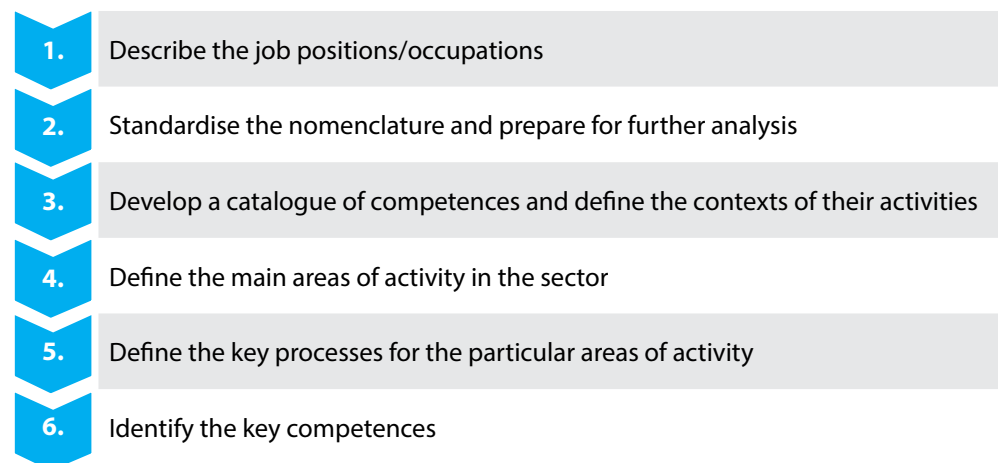 1. Describe the job positions/occupations
2. Standardise the nomenclature and prepare for further analysis
3. Develop a catalogue of competences and define the contexts of their activities
4. Define the main areas of activity in the sector
5. Define the key processes for the particular areas of activity
6. Identify the key competences